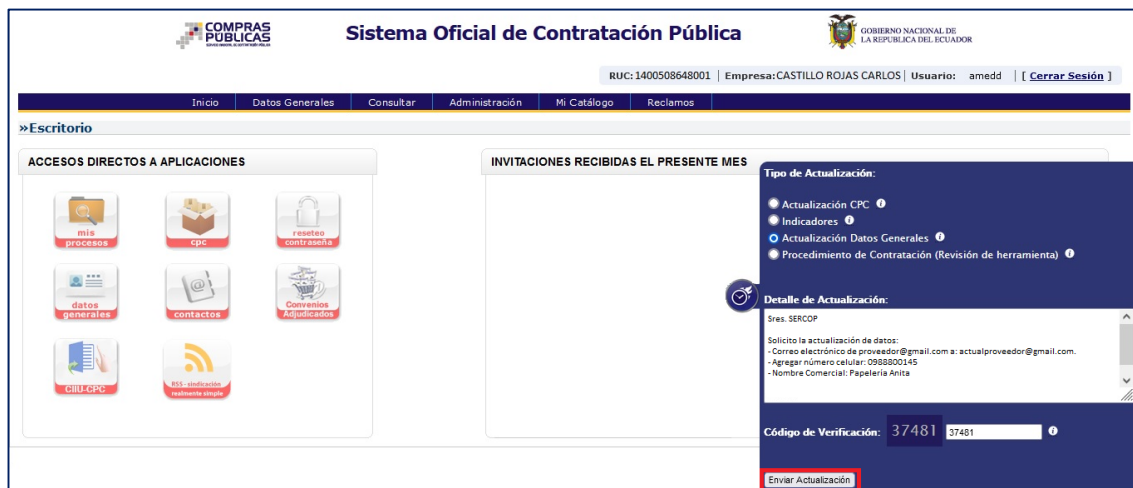 COMPRAS
PÚBLICAS
Sistema Oficial de Contratación Pública
GOBIERNO NACIONAL DE
LA REPUBLICA DEL ECUADOR
RUC: 1400508648001 | Empresa: CASTILLO ROJAS CARLOS | Usuario: amedd | [ Cerrar Sesión ]
Inicio Datos Generales Consultar Administración Mi Catálogo Reclamos
»Escritorio
ACCESOS DIRECTOS A APLICACIONES
mis
procesos
cpc
reseteo
contraseña
datos
generales
contactos
Convenios
Adjudicados
CIIU-CPC
RSS - sindicación
realmente simple
INVITACIONES RECIBIDAS EL PRESENTE MES
Tipo de Actualización:
Actualización CPC
Indicadores
Actualización Datos Generales
Procedimiento de Contratación (Revisión de herramienta)
Detalle de Actualización:
Sres. SERCOP
Solicito la actualización de datos:
- Correo electrónico de proveedor@gmail.com a: actualproveedor@gmail.com.
- Agregar número celular: 0988800145
- Nombre Comercial: Papelería Anita
Código de Verificación: 37481 37481
Enviar Actualización